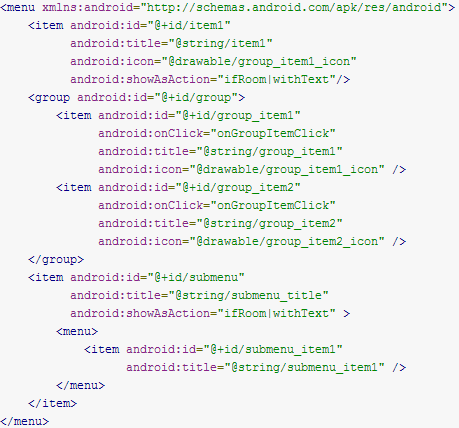 <menu xmlns:android="http://schemas.android.com/apk/res/android">
    <item android:id="@+id/item1"
          android:title="@string/item1"
          android:icon="@drawable/group_item1_icon"
          android:showAsAction="ifRoom|withText"/>
    <group android:id="@+id/group">
        <item android:id="@+id/group_item1"
              android:onClick="onGroupItemClick"
              android:title="@string/group_item1"
              android:icon="@drawable/group_item1_icon" />
        <item android:id="@+id/group_item2"
              android:onClick="onGroupItemClick"
              android:title="@string/group_item2"
              android:icon="@drawable/group_item2_icon" />
    </group>
    <item android:id="@+id/submenu"
          android:title="@string/submenu_title"
          android:showAsAction="ifRoom|withText" >
        <menu>
            <item android:id="@+id/submenu_item1"
                  android:title="@string/submenu_item1" />
        </menu>
    </item>
</menu>